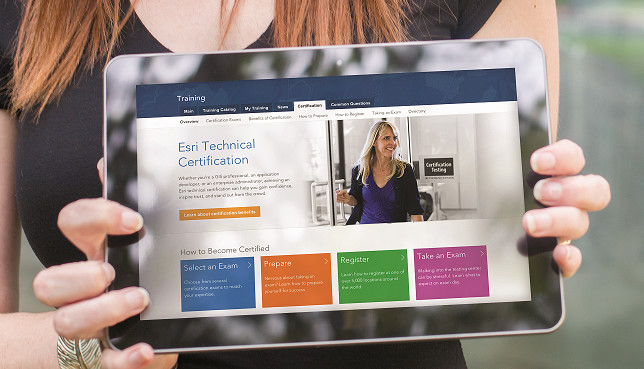 Training
Main Training Catalog My Training News Certification Common Questions
Overview Certification Exams Benefits of Certification How to Prepare How to Register Taking an Exam Directory
Esri Technical
Certification
Whether you're a GIS professional, an application
developer, or an enterprise administrator, achieving an
Esri technical certification can help you gain confidence,
inspire trust, and stand out from the crowd.
Learn about certification benefits
Certification
Testing
How to Become Certified
Select an Exam
Choose from several
certification exams to match
your expertise.
Prepare
Nervous about taking an
exam? Learn how to prepare
yourself for success.
Register
Learn how to register at one of
over 5,000 locations around
the world.
Take an Exam
Walking into the testing center
can be stressful. Learn what to
expect on exam day.